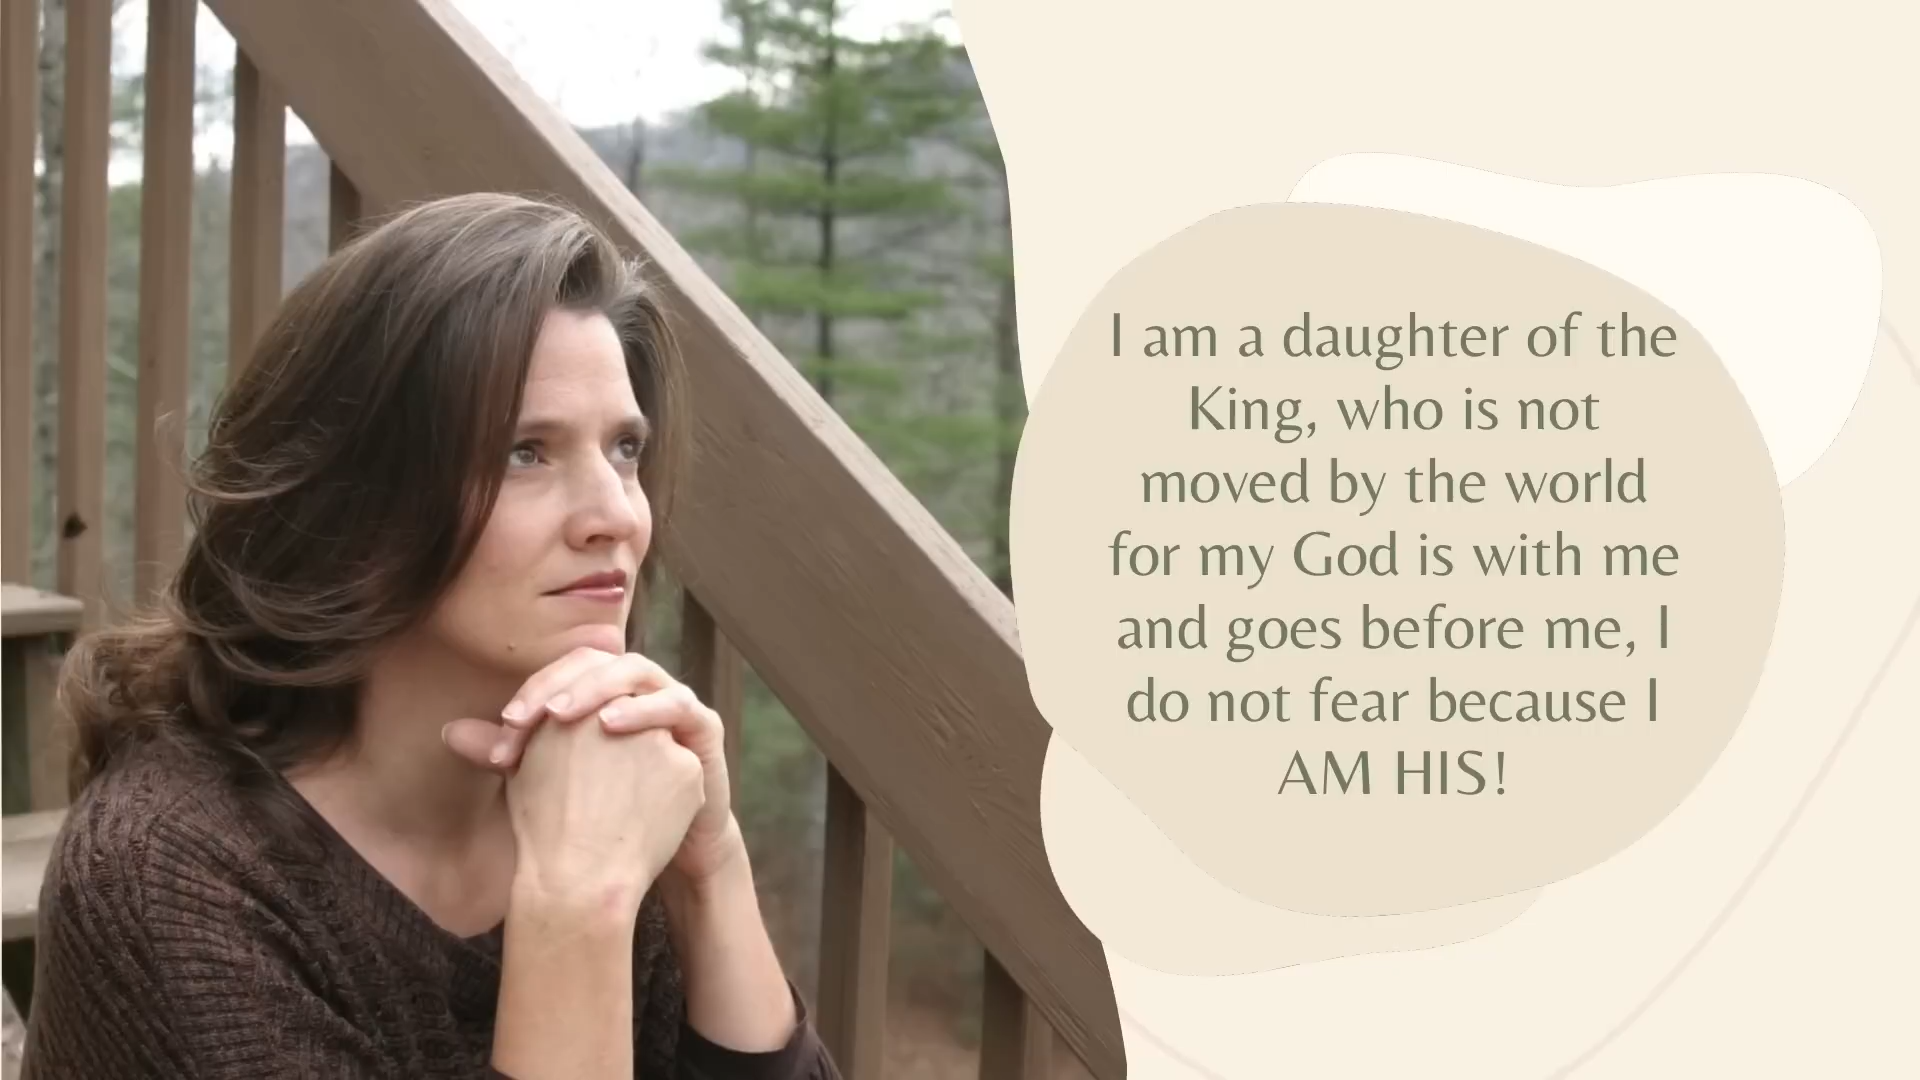 I am a daughter of the
King, who is not
moved by the world
for my God is with me
and goes before me, I
do not fear because I
AM HIS!